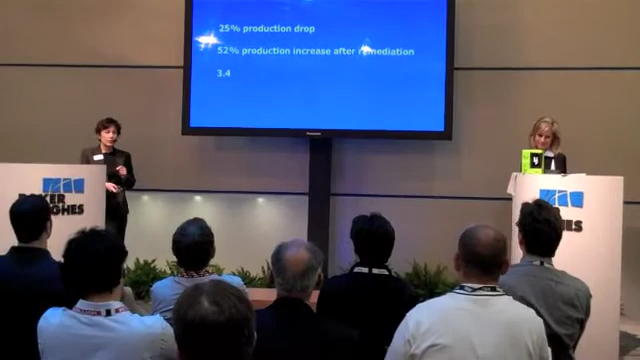 25% production drop
52% production increase after remediation
3.4
BAKER
HUGHES